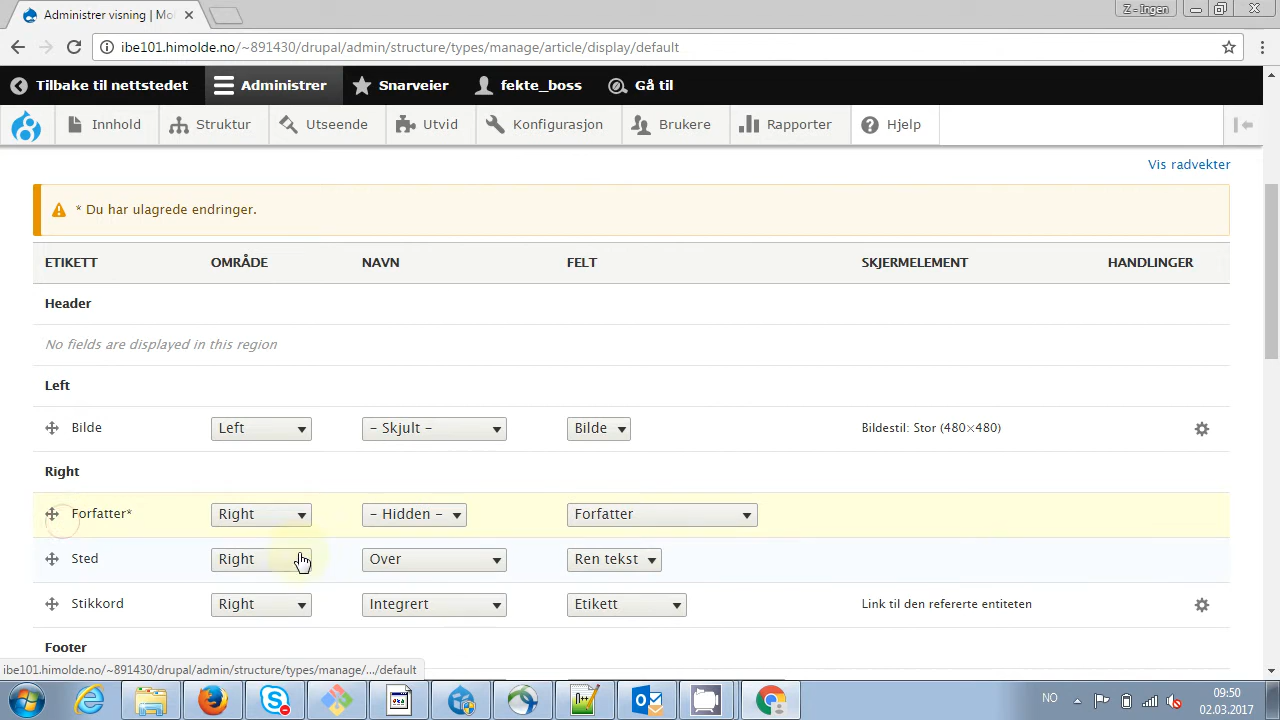 Administrer visning | Mo
Z - Ingen
ibe101.himolde.no/~891430/drupal/admin/structure/types/manage/article/display/default
Tilbake til nettstedet Administrer Snarveier fekte_boss Gå til
Innhold Struktur Utseende Utvid Konfigurasjon Brukere Rapporter Hjelp
Vis radvekter
* Du har ulagrede endringer.
ETIKETT OMRÅDE NAVN FELT SKJERMELEMENT HANDLINGER
Header
No fields are displayed in this region
Left
Bilde Left - Skjult - Bilde Bildestil: Stor (480×480)
Right
Forfatter* Right - Hidden - Forfatter
Sted Right Over Ren tekst
Stikkord Right Integrert Etikett Link til den refererte entiteten
Footer
ibe101.himolde.no/~891430/drupal/admin/structure/types/manage/.../default
NO 09:50
02.03.2017